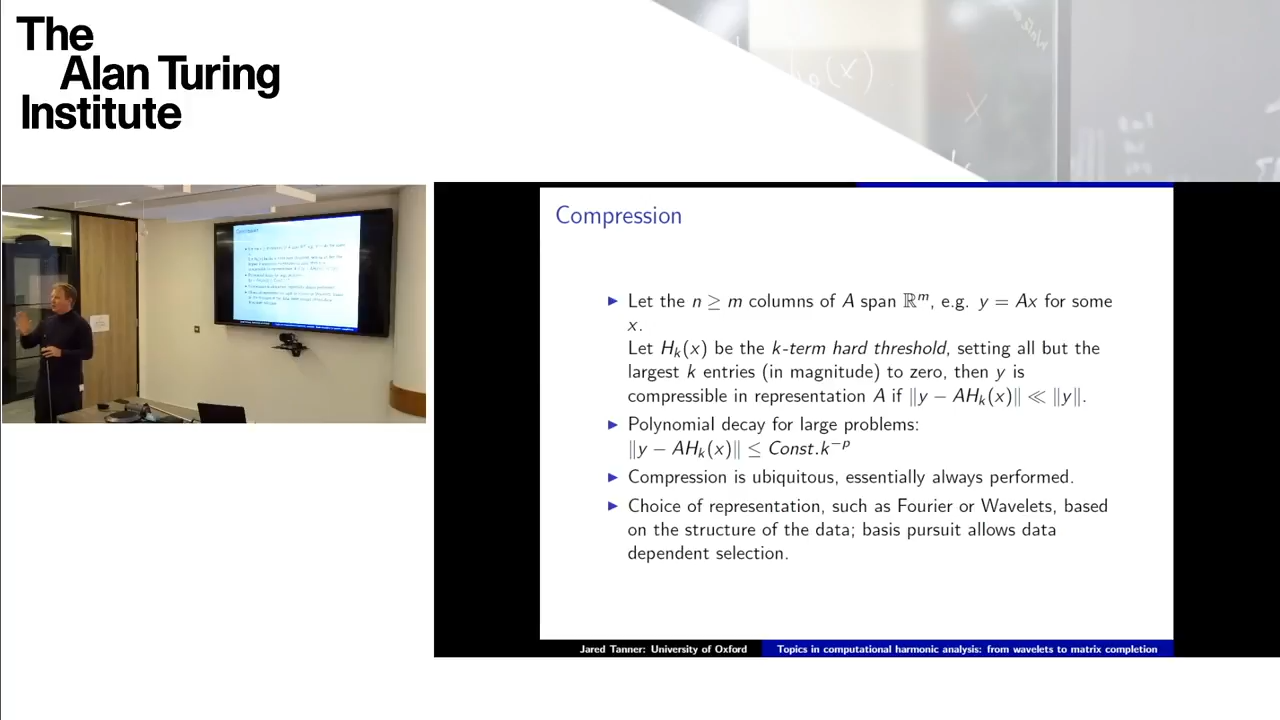 The
Alan Turing
Institute
Compression
▶ Let the n ≥ m columns of A span ℝᵐ, e.g. y = Ax for some
x.
Let Hₖ(x) be the k-term hard threshold, setting all but the
largest k entries (in magnitude) to zero, then y is
compressible in representation A if ‖y − AHₖ(x)‖ ≪ ‖y‖.
▶ Polynomial decay for large problems:
‖y − AHₖ(x)‖ ≤ Const.k⁻ᵖ
▶ Compression is ubiquitous, essentially always performed.
▶ Choice of representation, such as Fourier or Wavelets, based
on the structure of the data; basis pursuit allows data
dependent selection.
Jared Tanner: University of Oxford
Topics in computational harmonic analysis: from wavelets to matrix completion